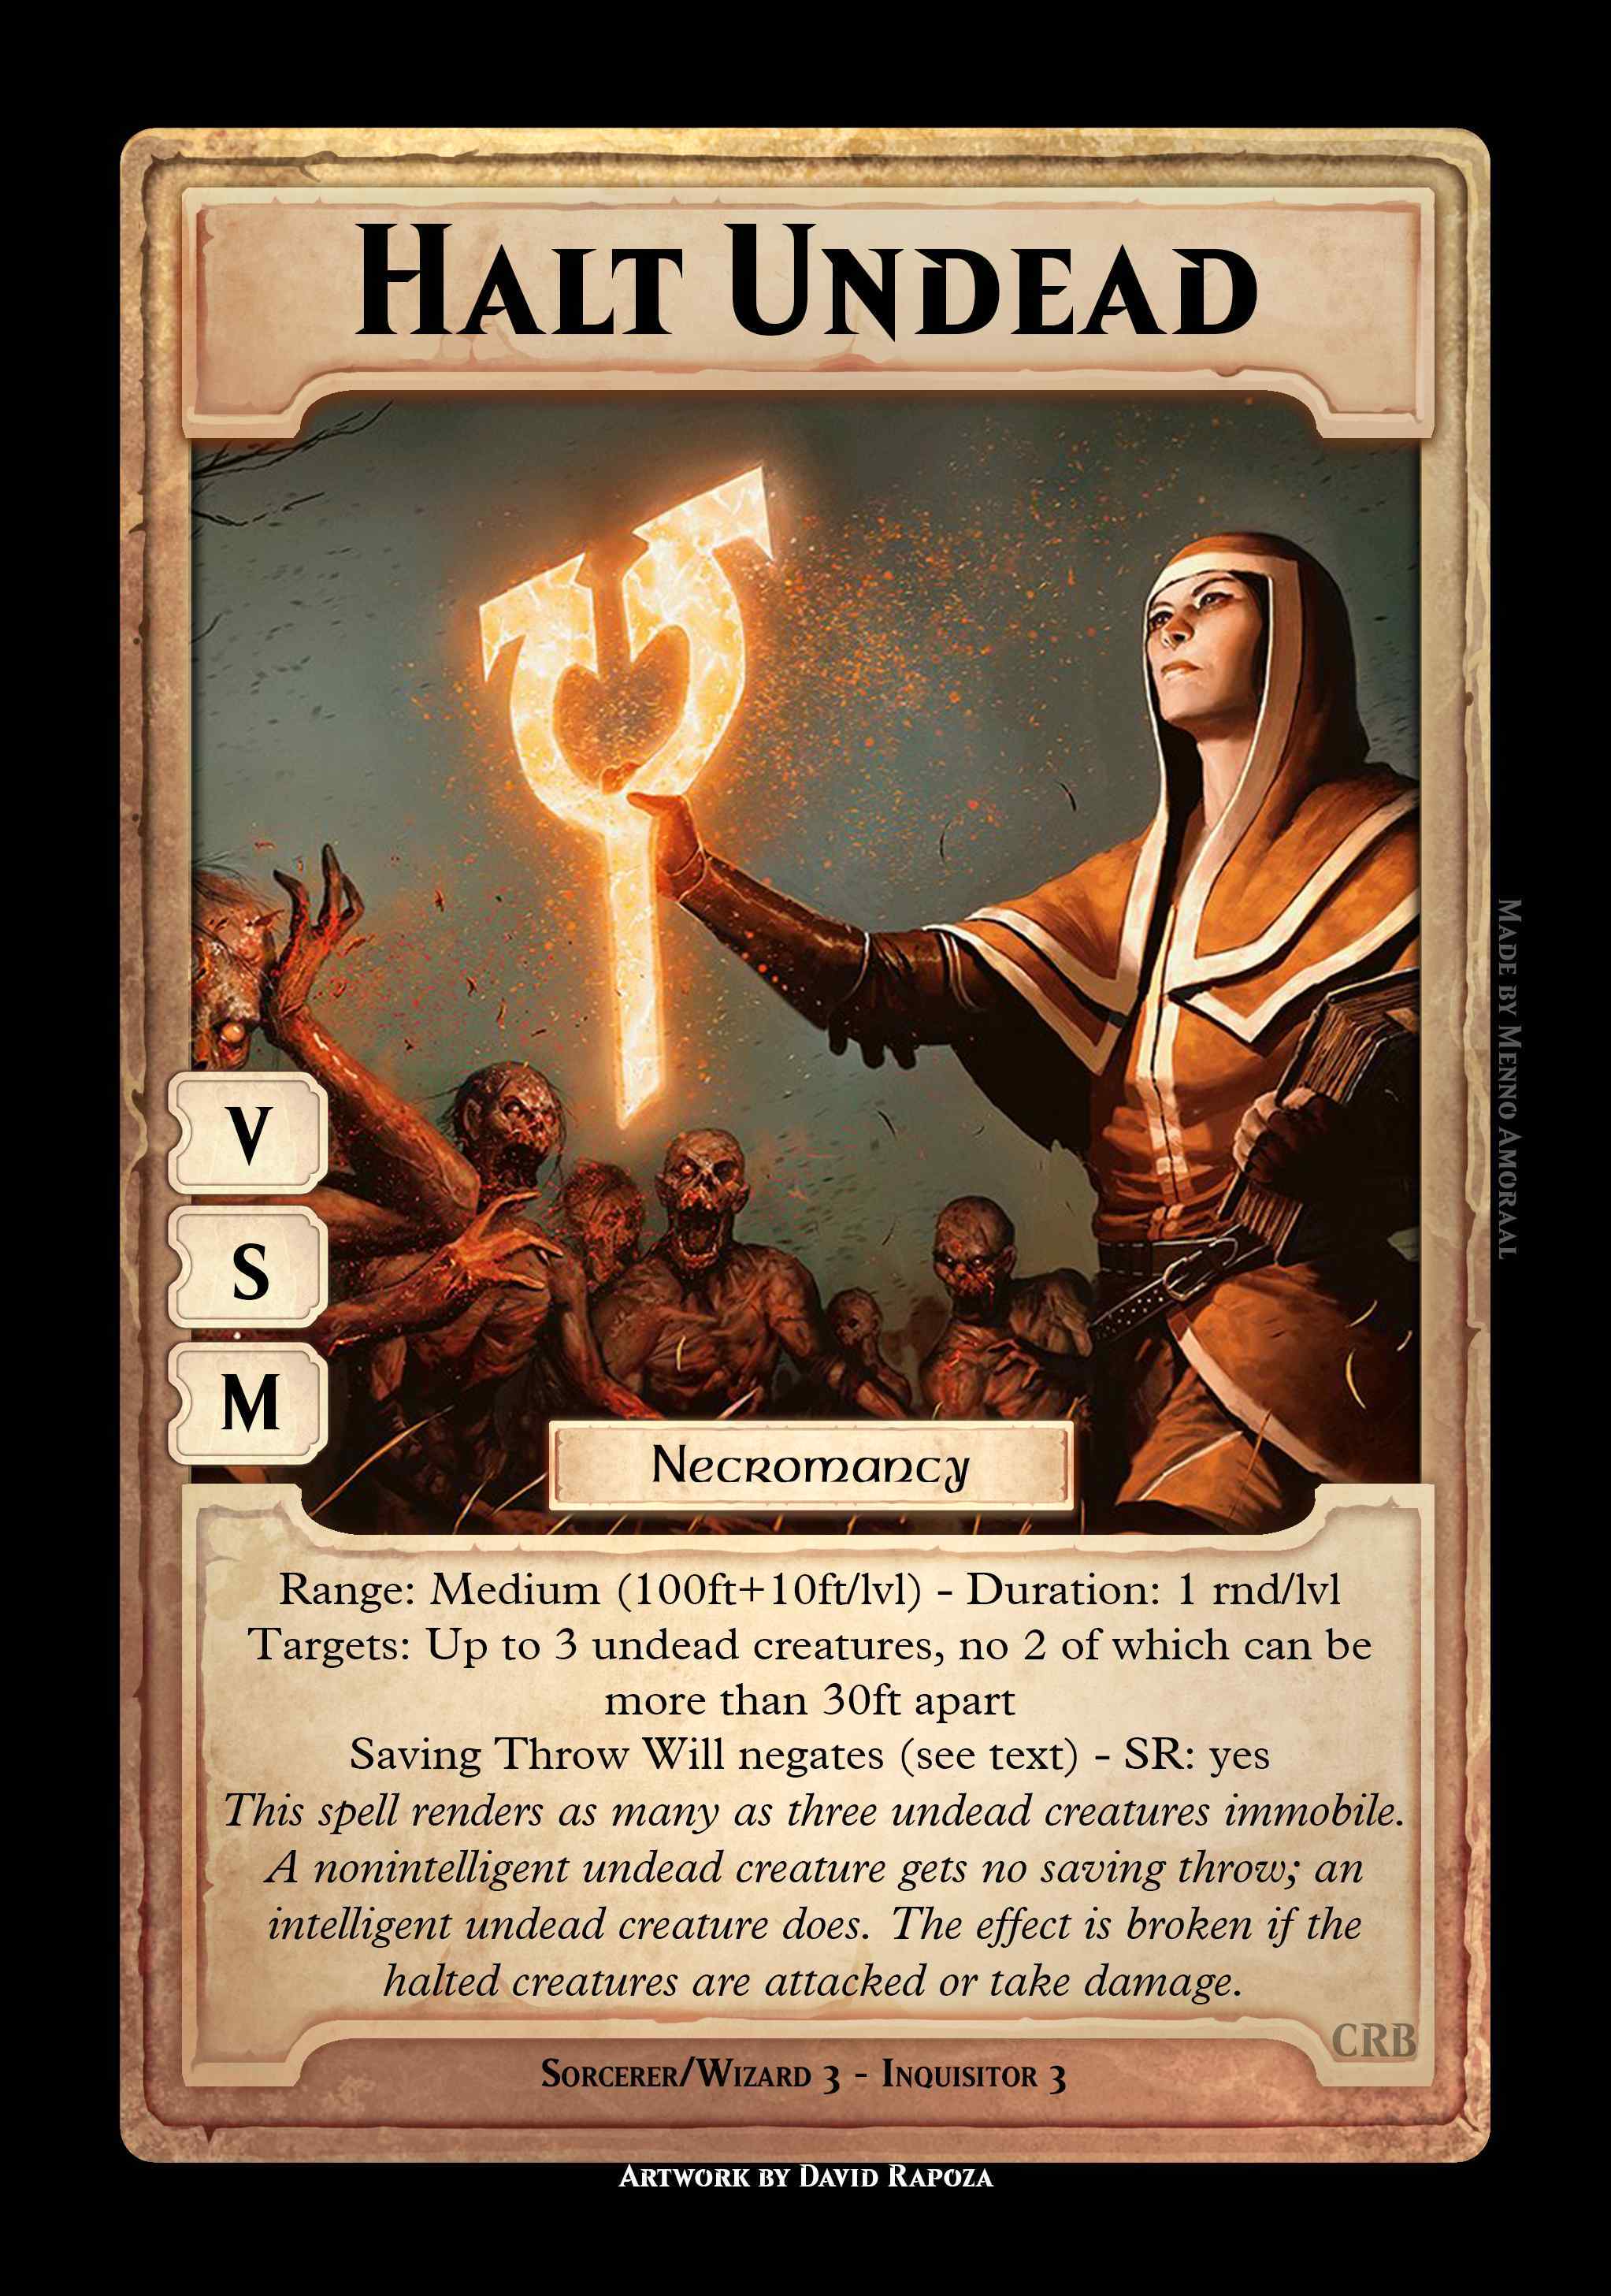 Halt Undead
V
S
M
Necromancy
Range: Medium (100ft+10ft/lvl) - Duration: 1 rnd/lvl
Targets: Up to 3 undead creatures, no 2 of which can be
more than 30ft apart
Saving Throw Will negates (see text) - SR: yes
This spell renders as many as three undead creatures immobile.
A nonintelligent undead creature gets no saving throw; an
intelligent undead creature does. The effect is broken if the
halted creatures are attacked or take damage.
CRB
Sorcerer/Wizard 3 - Inquisitor 3
Artwork by David Rapoza
Made by Menno Amoraal